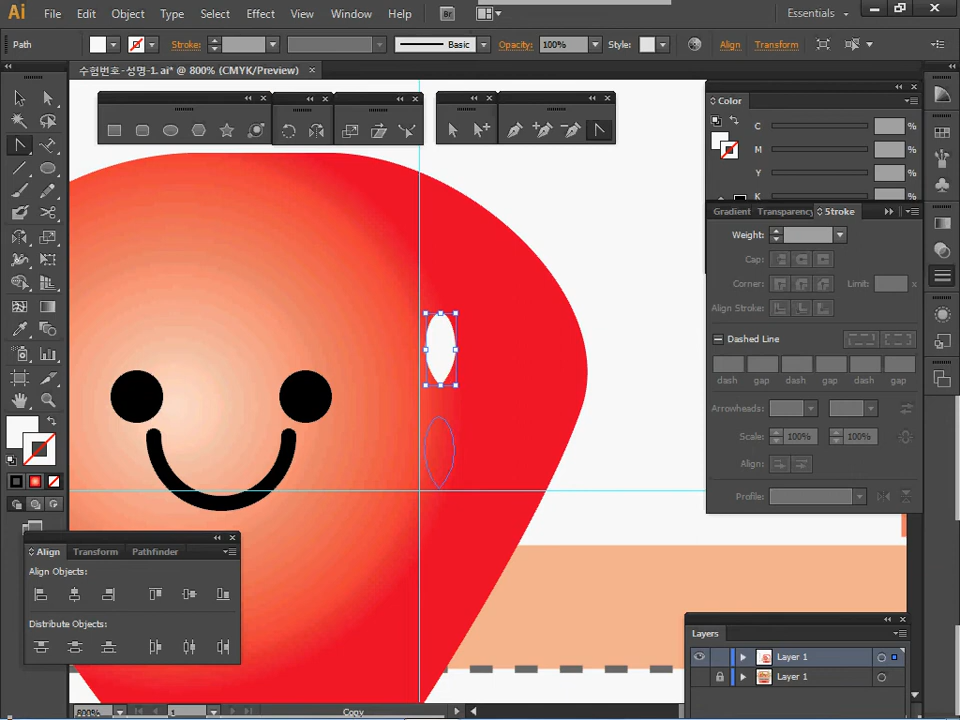 Ai File Edit Object Type Select Effect View Window Help Br Essentials
Path Stroke: Basic Opacity: 100% Style: Align Transform
수험번호-성명-1.ai* @ 800% (CMYK/Preview)
Color
C %
M %
Y %
K %
Gradient Transparency Stroke
Weight:
Cap:
Corner: Limit: x
Align Stroke:
Dashed Line
dash gap dash gap dash gap
Arrowheads:
Scale: 100% 100%
Align:
Profile:
Align Transform Pathfinder
Align Objects:
Distribute Objects:
Layers
Layer 1
Layer 1
800% 1 Copy